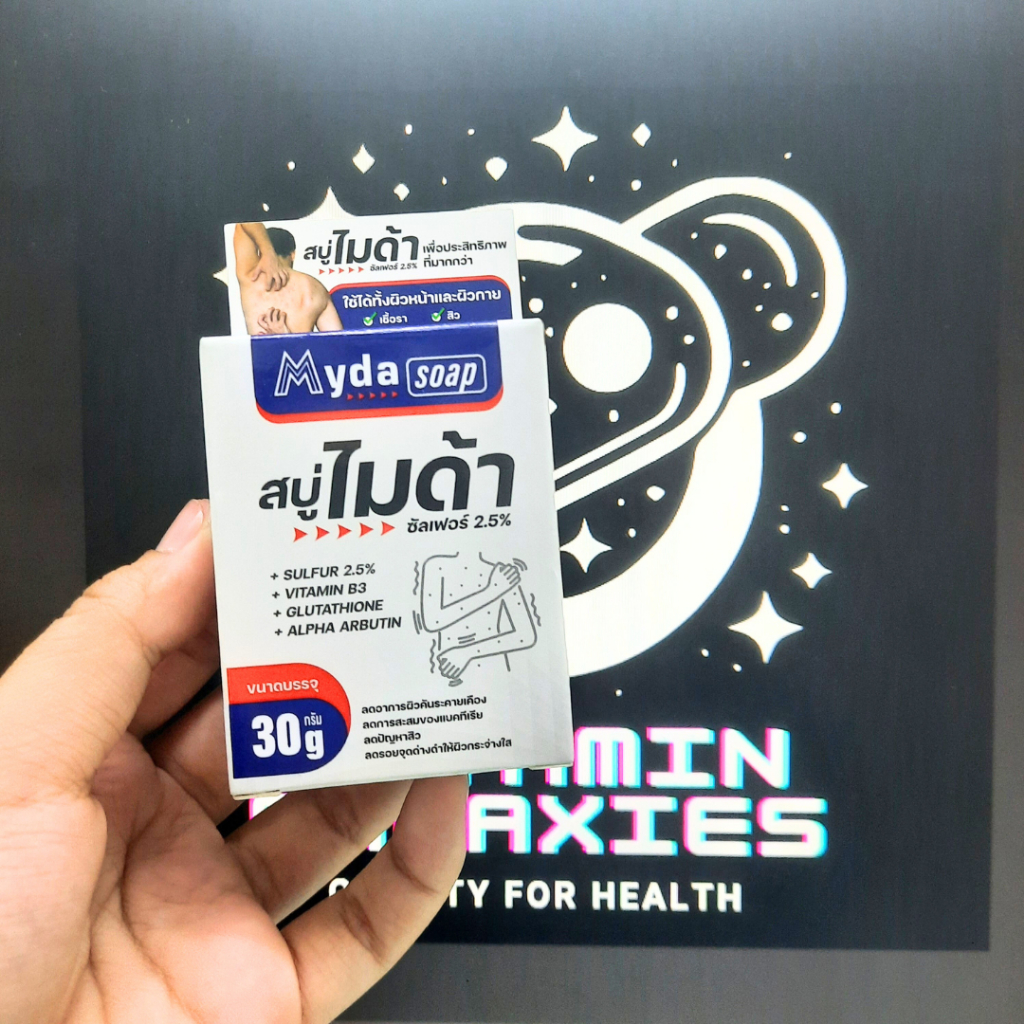 สบู่ไมด้า
ซัลเฟอร์ 2.5%
เพื่อประสิทธิภาพ
ที่มากกว่า
ใช้ได้ทั้งผิวหน้าและผิวกาย
เชื้อรา สิว
Myda soap
สบู่ไมด้า
ซัลเฟอร์ 2.5%
+ SULFUR 2.5%
+ VITAMIN B3
+ GLUTATHIONE
+ ALPHA ARBUTIN
ขนาดบรรจุ
30 กรัม g
ลดอาการผิวคันระคายเคือง
ลดการสะสมของแบคทีเรีย
ลดปัญหาสิว
ลดรอยจุดด่างดำให้ผิวกระจ่างใส
AMIN
AXIES
TY FOR HEALTH